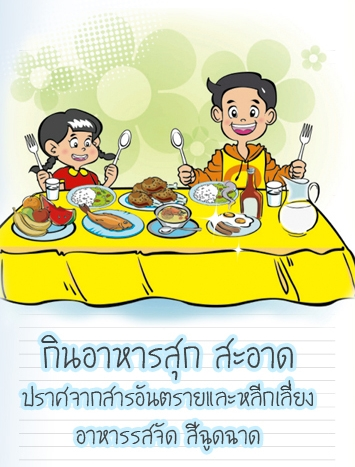 กินอาหารสุก สะอาด
ปราศจากสารอันตรายและหลีกเลี่ยง
อาหารรสจัด สีฉูดฉาด